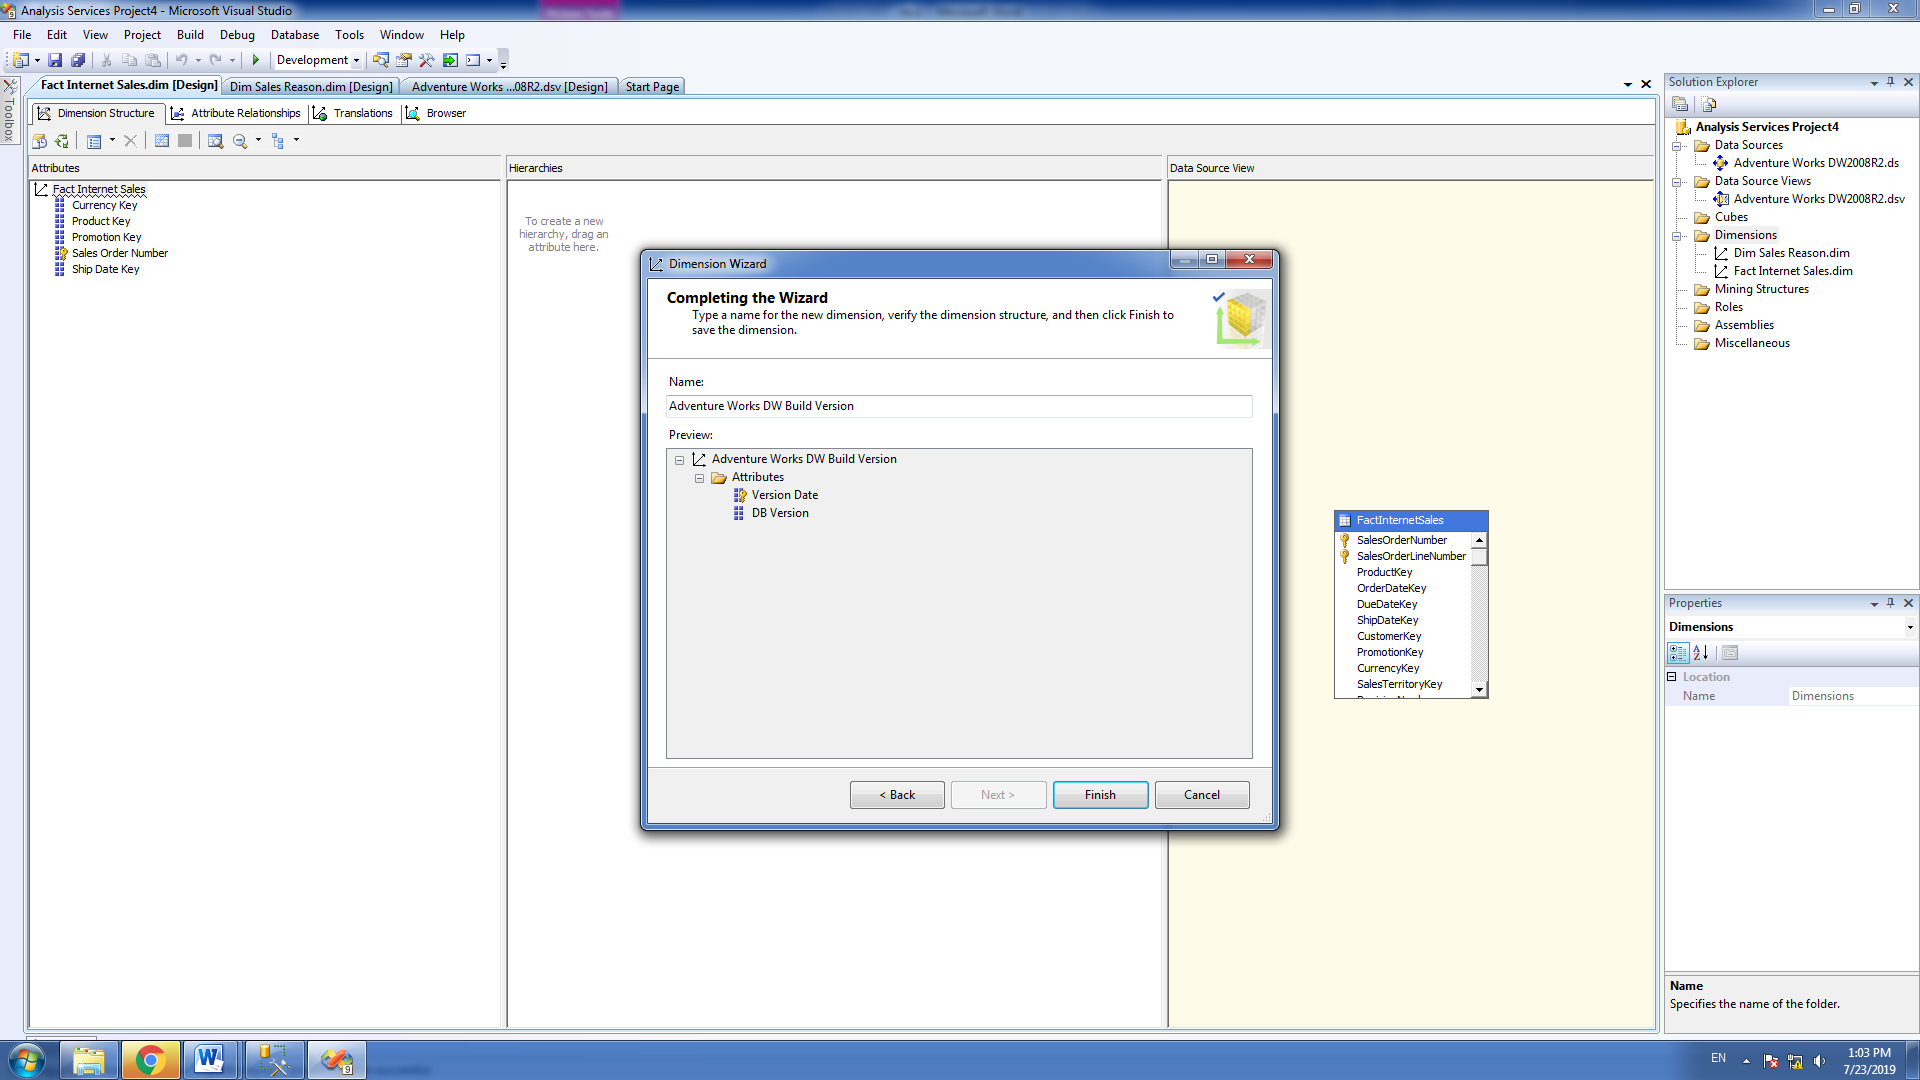 Analysis Services Project4 - Microsoft Visual Studio
File Edit View Project Build Debug Database Tools Window Help
Development
Toolbox
Fact Internet Sales.dim [Design] Dim Sales Reason.dim [Design] Adventure Works ...08R2.dsv [Design] Start Page
Dimension Structure Attribute Relationships Translations Browser
Attributes
Fact Internet Sales
Currency Key
Product Key
Promotion Key
Sales Order Number
Ship Date Key
Hierarchies
To create a new
hierarchy, drag an
attribute here.
Data Source View
FactInternetSales
SalesOrderNumber
SalesOrderLineNumber
ProductKey
OrderDateKey
DueDateKey
ShipDateKey
CustomerKey
PromotionKey
CurrencyKey
SalesTerritoryKey
Dimension Wizard
Completing the Wizard
Type a name for the new dimension, verify the dimension structure, and then click Finish to
save the dimension.
Name:
Adventure Works DW Build Version
Preview:
Adventure Works DW Build Version
Attributes
Version Date
DB Version
< Back Next > Finish Cancel
Solution Explorer
Analysis Services Project4
Data Sources
Adventure Works DW2008R2.ds
Data Source Views
Adventure Works DW2008R2.dsv
Cubes
Dimensions
Dim Sales Reason.dim
Fact Internet Sales.dim
Mining Structures
Roles
Assemblies
Miscellaneous
Properties
Dimensions
Location
Name Dimensions
Name
Specifies the name of the folder.
EN
1:03 PM
7/23/2019